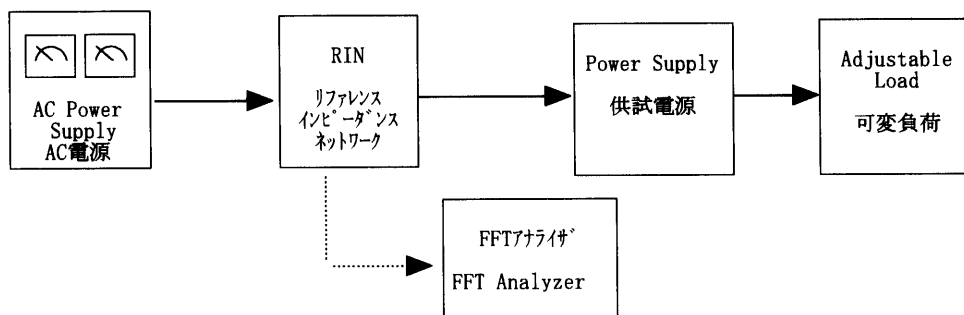 AC Power
Supply
AC電源
RIN
リファレンス
インピーダンス
ネットワーク
Power Supply
供試電源
Adjustable
Load
可変負荷
FFTアナライザ
FFT Analyzer